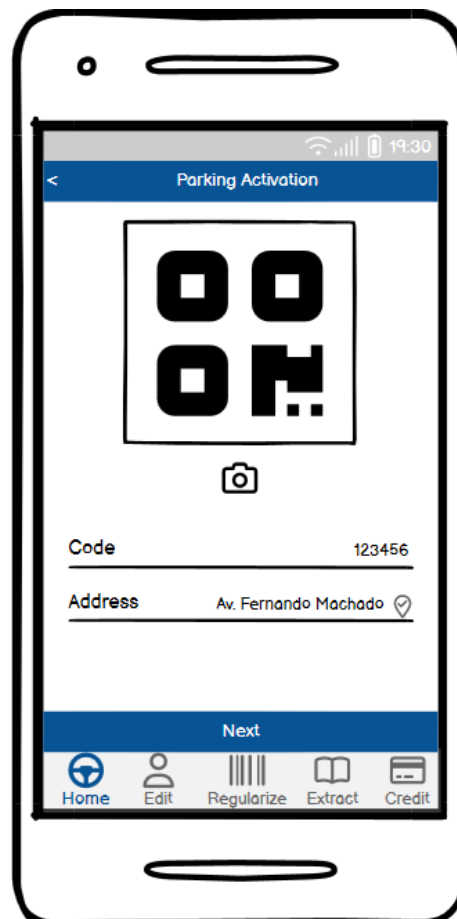 19:30
< Parking Activation
Code 123456
Address Av. Fernando Machado
Next
Home Edit Regularize Extract Credit